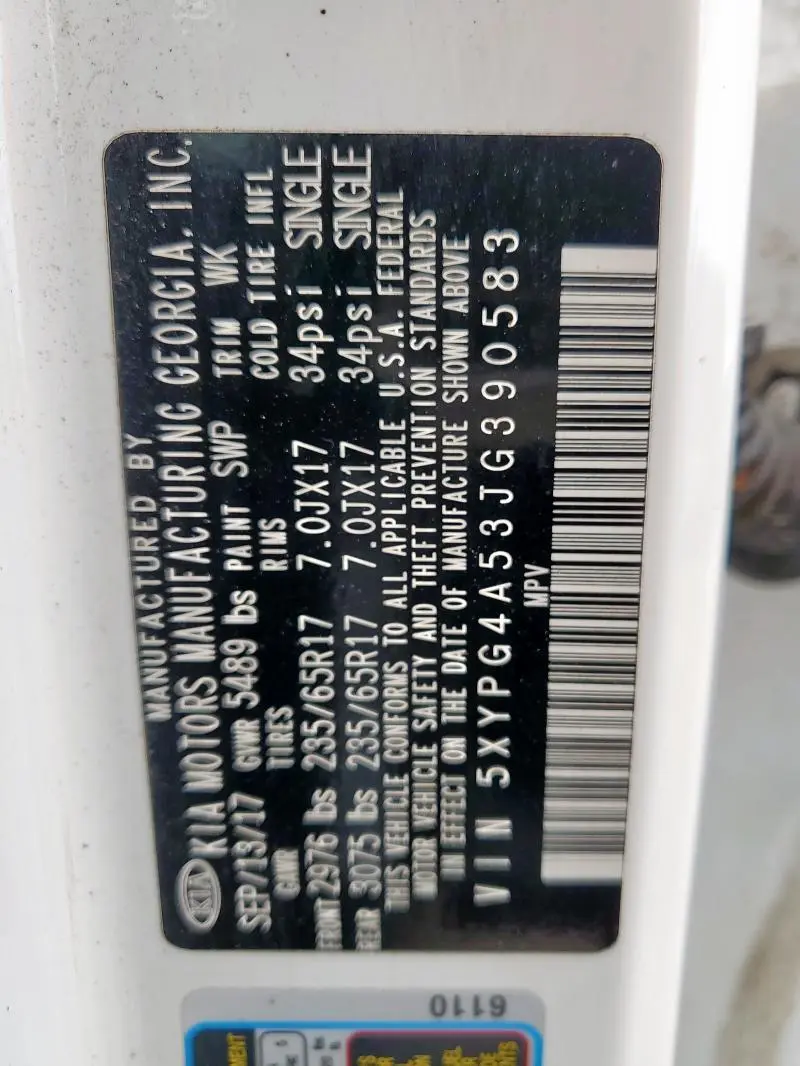 MANUFACTURED BY
KIA KIA MOTORS MANUFACTURING GEORGIA, INC.
SEP/13/17 GVWR 5489 lbs PAINT SWP TRIM WK
GAWR TIRES RIMS COLD TIRE INFL
FRONT 2976 lbs 235/65R17 7.0JX17 34psi SINGLE
REAR 3075 lbs 235/65R17 7.0JX17 34psi SINGLE
THIS VEHICLE CONFORMS TO ALL APPLICABLE U.S.A. FEDERAL
MOTOR VEHICLE SAFETY AND THEFT PREVENTION STANDARDS
IN EFFECT ON THE DATE OF MANUFACTURE SHOWN ABOVE
VIN 5XYPG4A53JG390583
MPV
6110